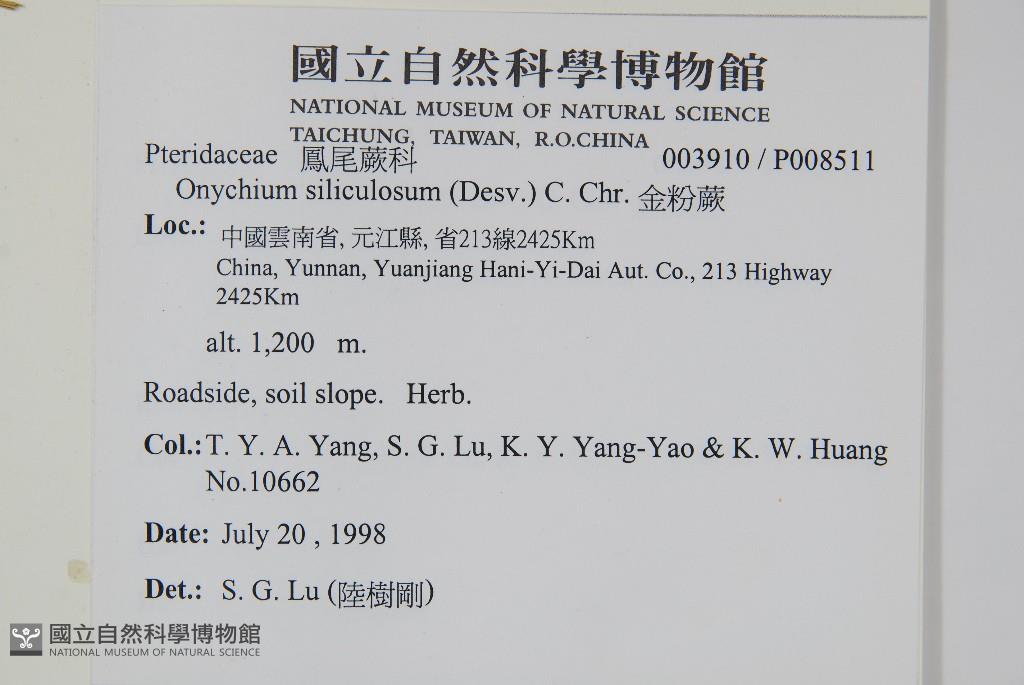 國立自然科學博物館
NATIONAL MUSEUM OF NATURAL SCIENCE
TAICHUNG, TAIWAN, R.O.CHINA
Pteridaceae 鳳尾蕨科 003910 / P008511
Onychium siliculosum (Desv.) C. Chr. 金粉蕨
Loc.: 中國雲南省, 元江縣, 省213線2425Km
China, Yunnan, Yuanjiang Hani-Yi-Dai Aut. Co., 213 Highway
2425Km
alt. 1,200 m.
Roadside, soil slope. Herb.
Col.: T. Y. A. Yang, S. G. Lu, K. Y. Yang-Yao & K. W. Huang
No.10662
Date: July 20 , 1998
Det.: S. G. Lu (陸樹剛)
國立自然科學博物館
NATIONAL MUSEUM OF NATURAL SCIENCE